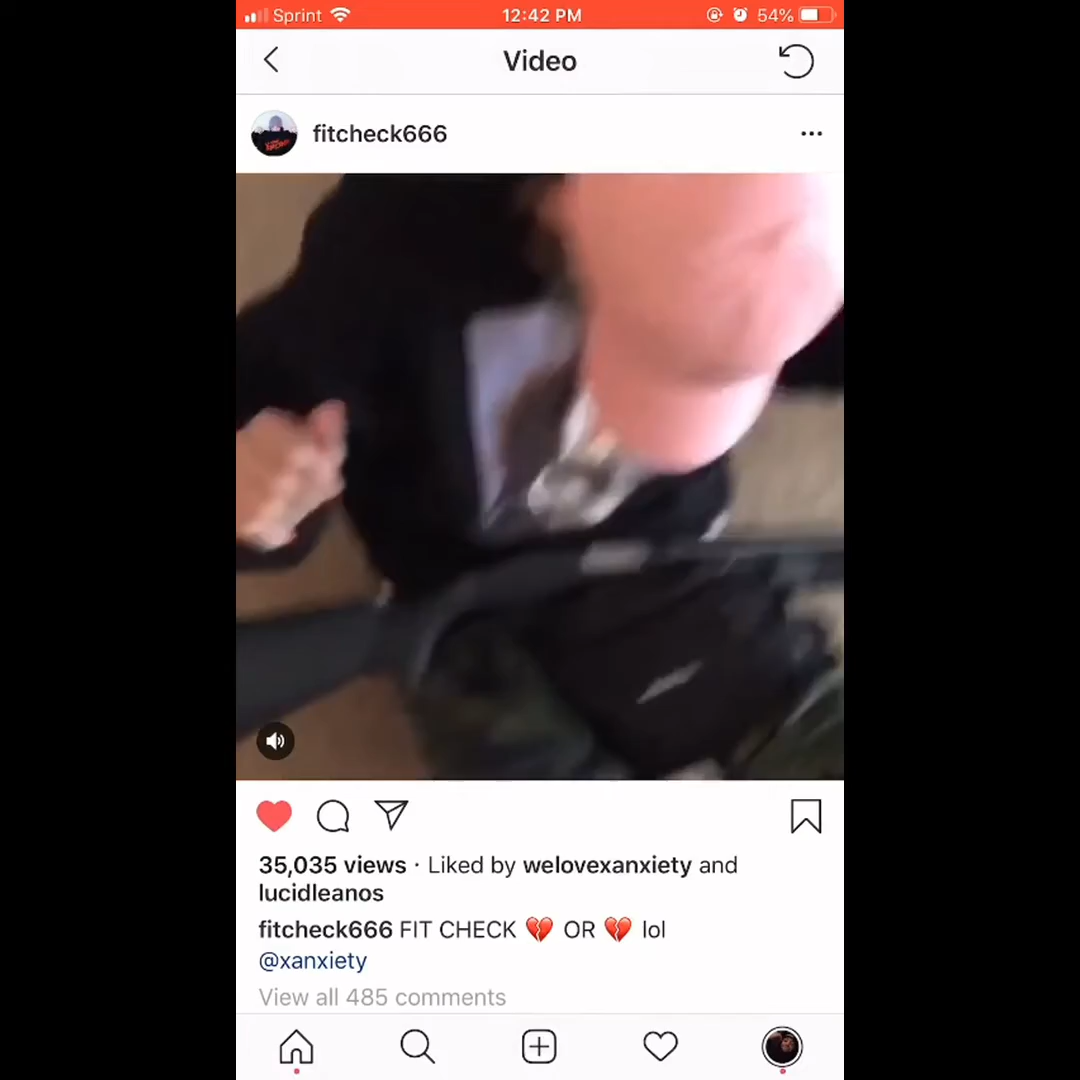 Sprint 12:42 PM 54%
Video
fitcheck666
35,035 views · Liked by welovexanxiety and
lucidleanos
fitcheck666 FIT CHECK 💔 OR 💔 lol
@xanxiety
View all 485 comments